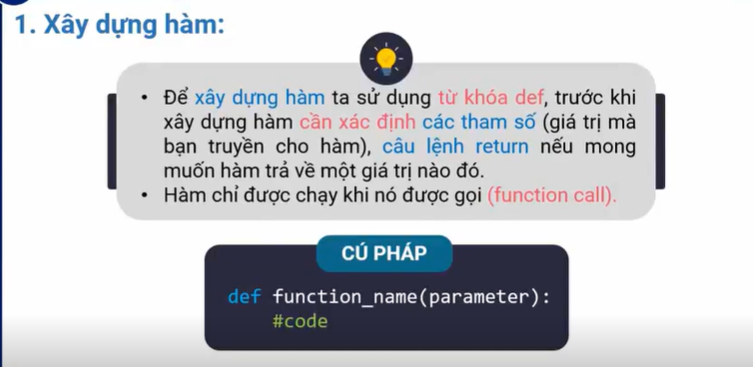 1. Xây dựng hàm:
• Để xây dựng hàm ta sử dụng từ khóa def, trước khi
xây dựng hàm cần xác định các tham số (giá trị mà
bạn truyền cho hàm), câu lệnh return nếu mong
muốn hàm trả về một giá trị nào đó.
• Hàm chỉ được chạy khi nó được gọi (function call).
CÚ PHÁP
def function_name(parameter):
#code